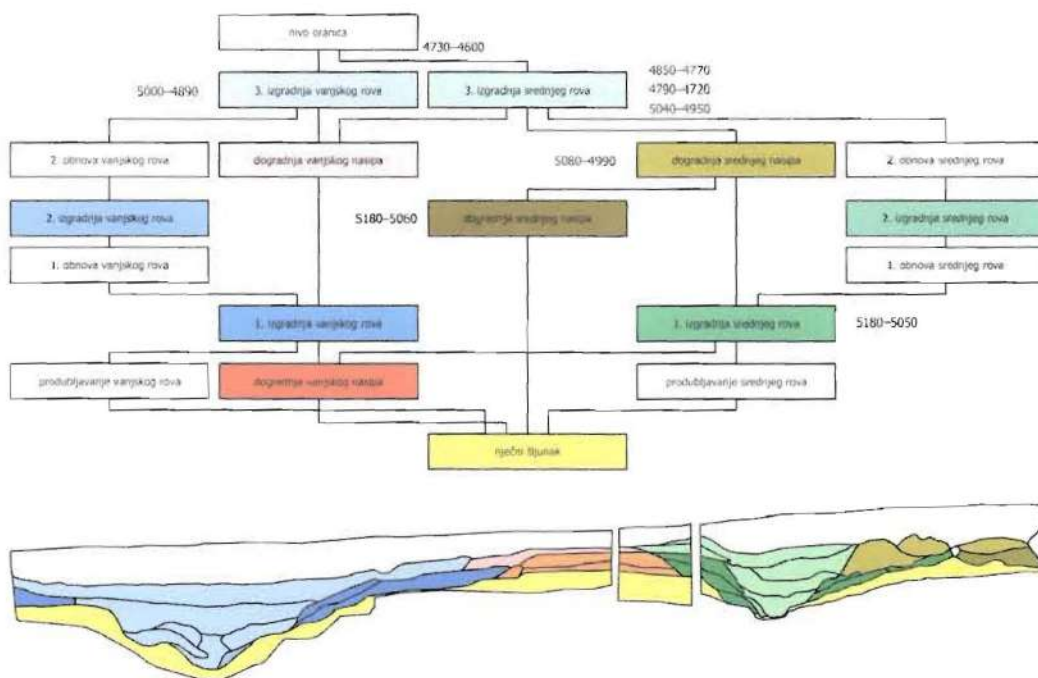 nivo oranica
4730–4600
5000–4890
3. izgradnja vanjskog rova
3. izgradnja srednjeg rova
4850–4770
4790–4720
5040–4950
2. obnova vanjskog rova
dogradnja vanjskog nasipa
5080–4990
dogradnja srednjeg nasipa
2. obnova srednjeg rova
2. izgradnja vanjskog rova
5180–5060
dogradnja srednjeg nasipa
2. izgradnja srednjeg rova
1. obnova vanjskog rova
1. obnova srednjeg rova
1. izgradnja vanjskog rova
1. izgradnja srednjeg rova
5180–5050
produbljavanje vanjskog rova
dogradnja vanjskog nasipa
produbljavanje srednjeg rova
riječni šljunak